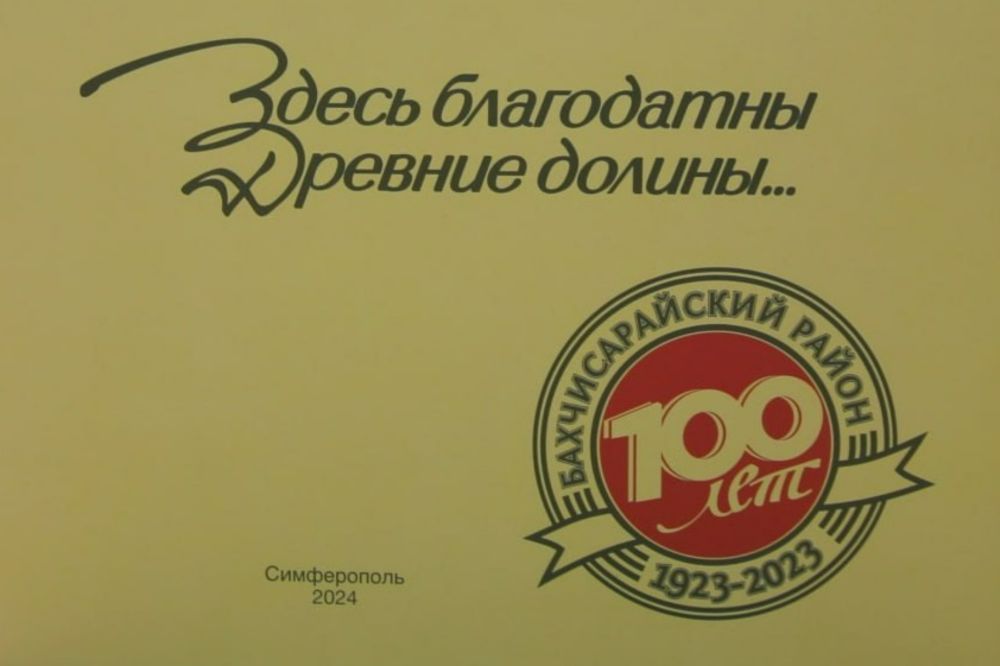 Здесь благодатны
Древние долины...
БАХЧИСАРАЙСКИЙ РАЙОН
100
лет
1923-2023
Симферополь
2024